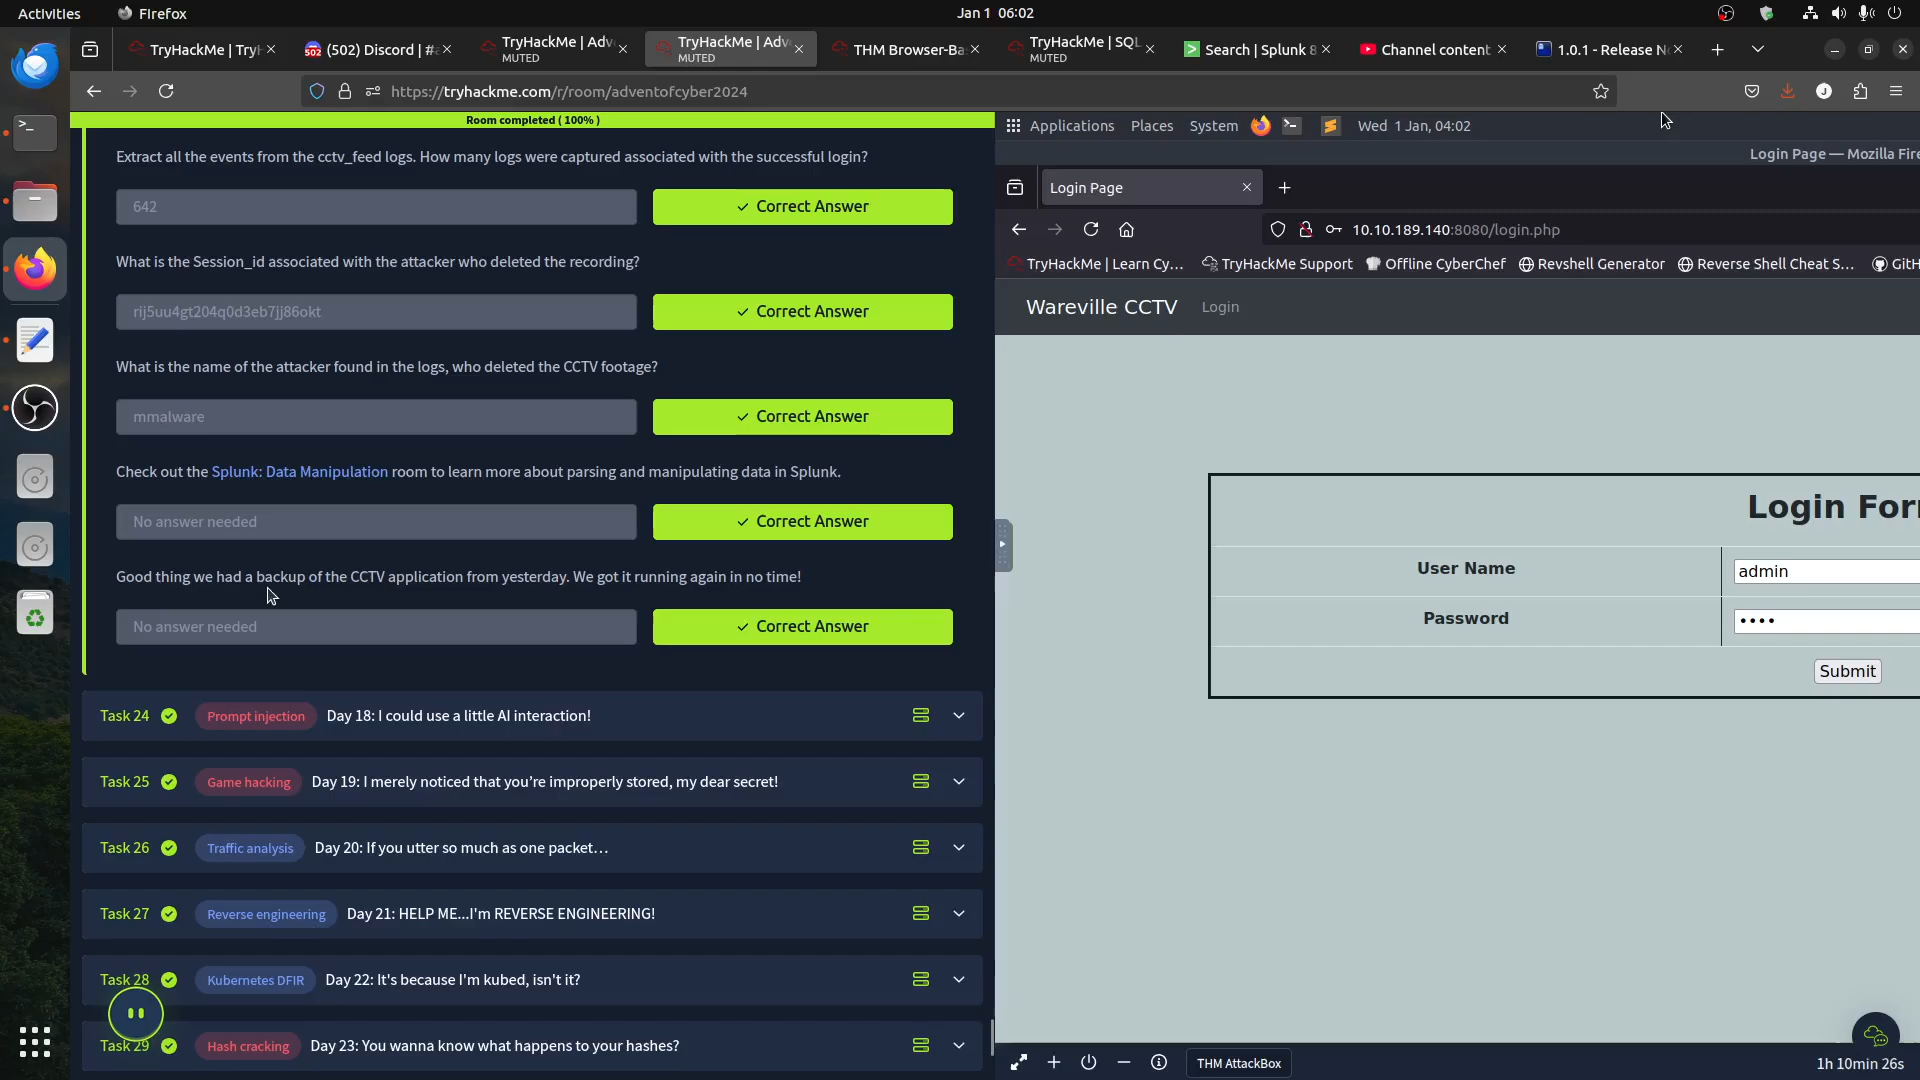 Activities
Firefox
Jan 1 06:02
TryHackMe | TryH
(502) Discord | #a
TryHackMe | Adv
MUTED
TryHackMe | Adv
MUTED
THM Browser-Ba
TryHackMe | SQL
MUTED
Search | Splunk 8
Channel content
1.0.1 - Release N
https://tryhackme.com/r/room/adventofcyber2024
Room completed ( 100% )
Extract all the events from the cctv_feed logs. How many logs were captured associated with the successful login?
642
Correct Answer
What is the Session_id associated with the attacker who deleted the recording?
rij5uu4gt204q0d3eb7jj86okt
Correct Answer
What is the name of the attacker found in the logs, who deleted the CCTV footage?
mmalware
Correct Answer
Check out the Splunk: Data Manipulation room to learn more about parsing and manipulating data in Splunk.
No answer needed
Correct Answer
Good thing we had a backup of the CCTV application from yesterday. We got it running again in no time!
No answer needed
Correct Answer
Task 24 Prompt injection Day 18: I could use a little AI interaction!
Task 25 Game hacking Day 19: I merely noticed that you’re improperly stored, my dear secret!
Task 26 Traffic analysis Day 20: If you utter so much as one packet…
Task 27 Reverse engineering Day 21: HELP ME...I'm REVERSE ENGINEERING!
Task 28 Kubernetes DFIR Day 22: It's because I'm kubed, isn't it?
Task 29 Hash cracking Day 23: You wanna know what happens to your hashes?
Applications Places System Wed 1 Jan, 04:02
Login Page — Mozilla Fire
Login Page
10.10.189.140:8080/login.php
TryHackMe | Learn Cy... TryHackMe Support Offline CyberChef Revshell Generator Reverse Shell Cheat S... GitH
Wareville CCTV Login
Login For
User Name admin
Password ••••
Submit
THM AttackBox
1h 10min 26s